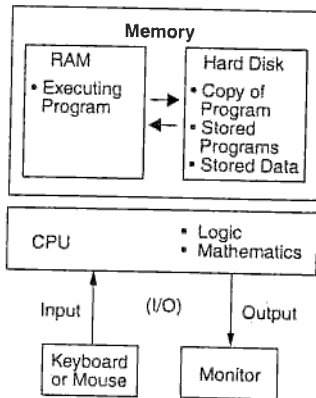 Memory
RAM
• Executing
Program
Hard Disk
• Copy of
Program
• Stored
Programs
• Stored Data
CPU
• Logic
• Mathematics
Input
(I/O)
Output
Keyboard
or Mouse
Monitor